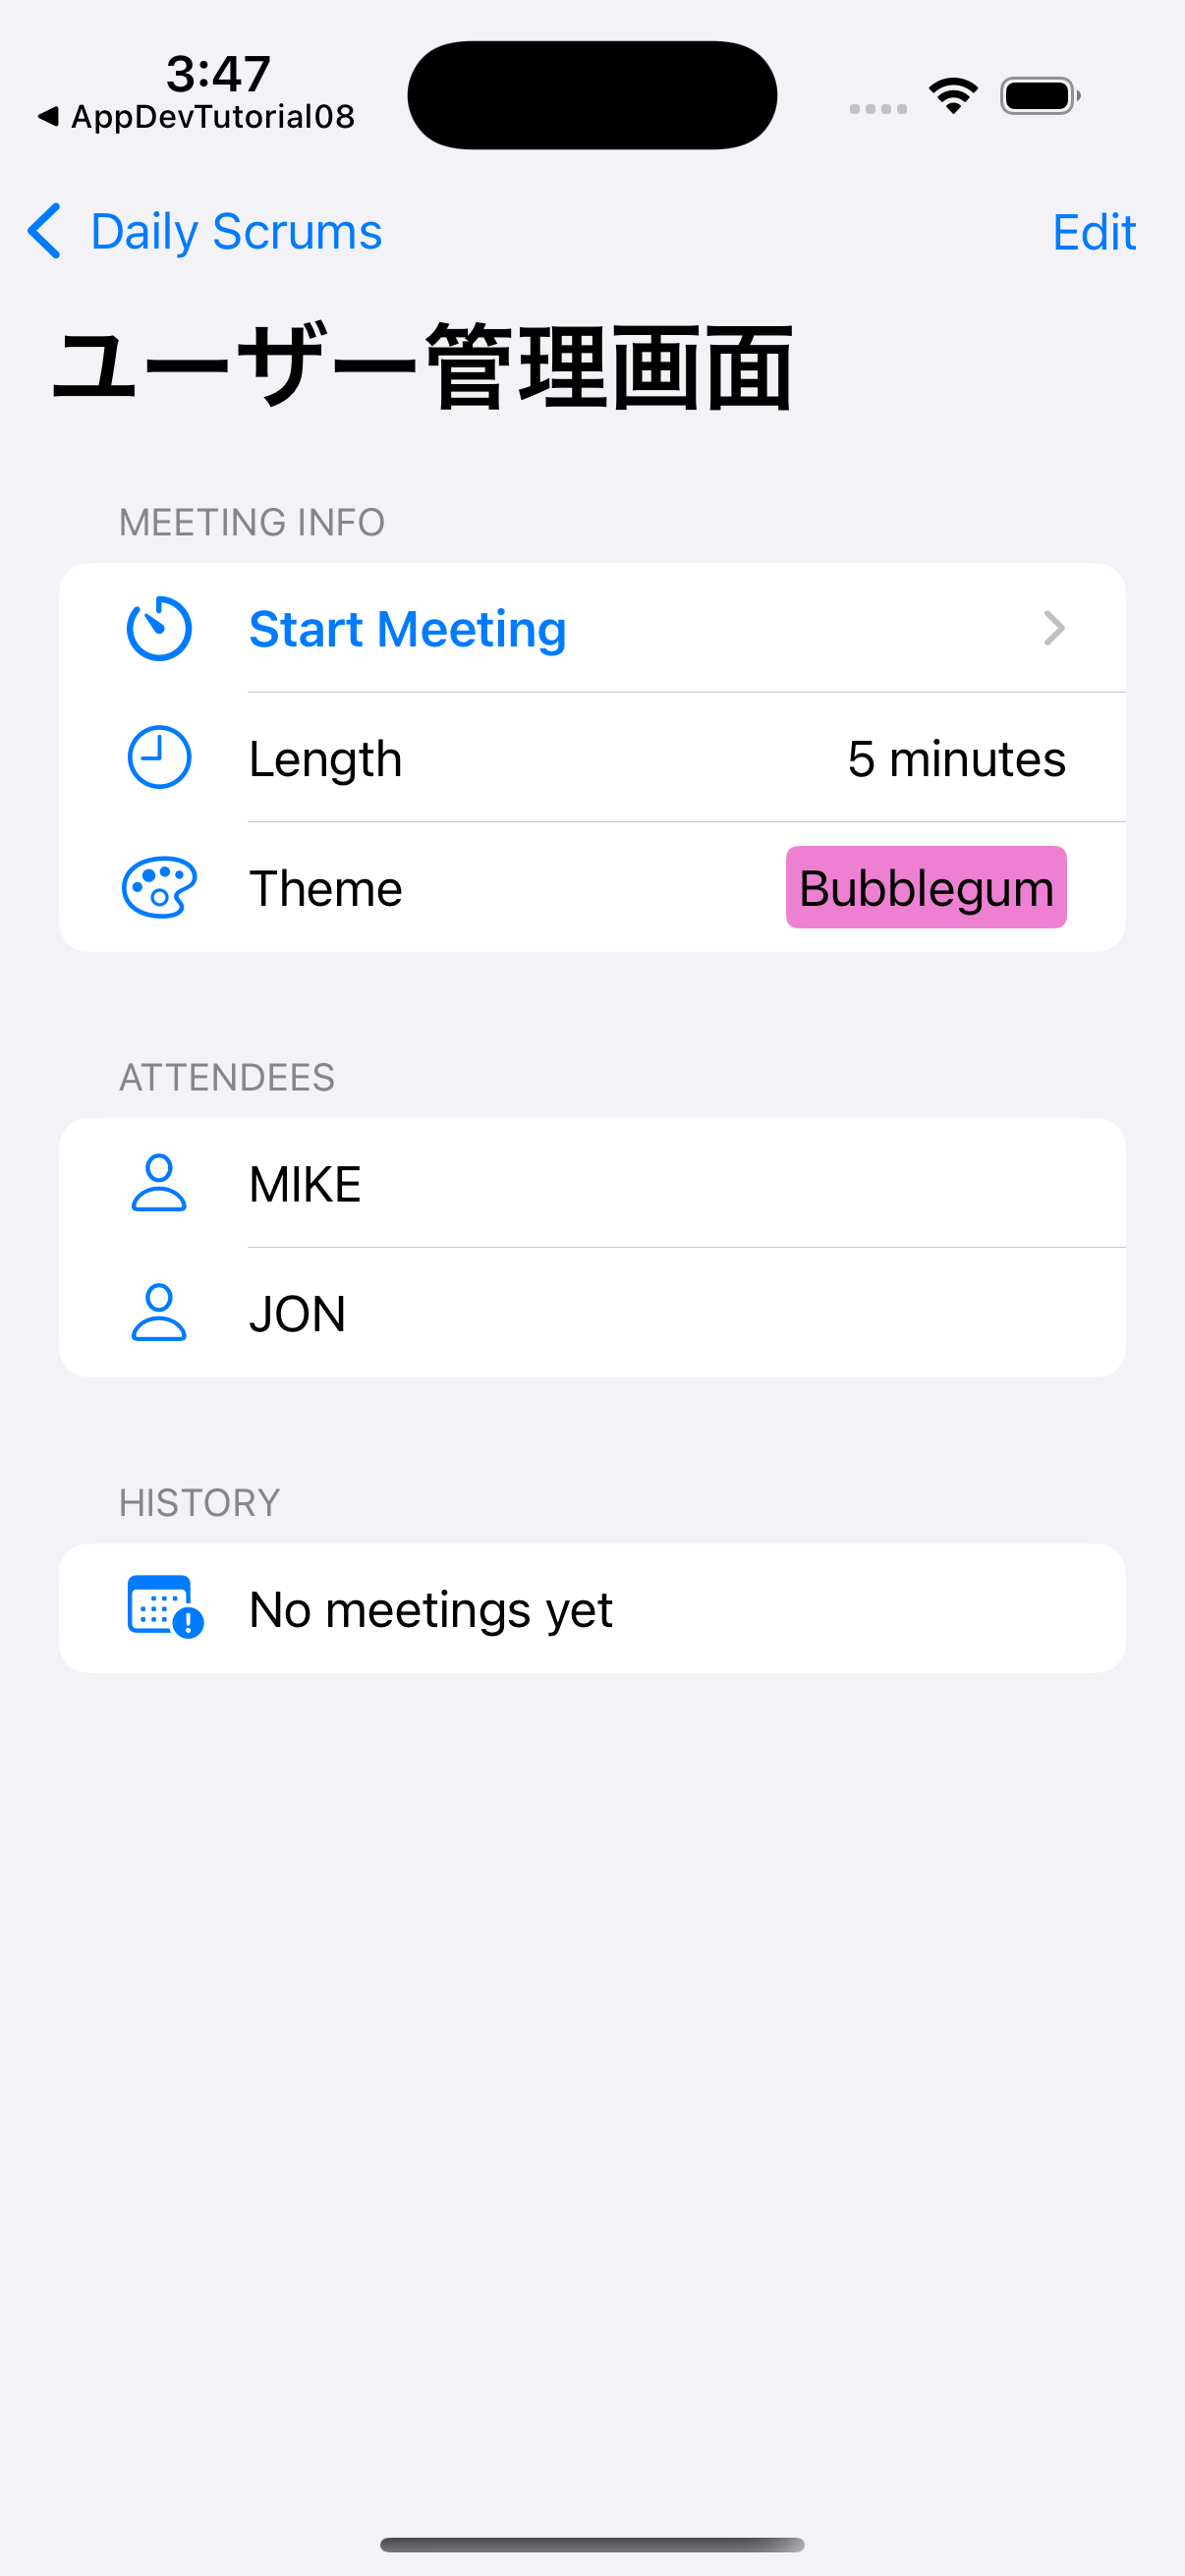 3:47
◀ AppDevTutorial08
Daily Scrums
Edit
ユーザー管理画面
MEETING INFO
Start Meeting
Length 5 minutes
Theme Bubblegum
ATTENDEES
MIKE
JON
HISTORY
No meetings yet